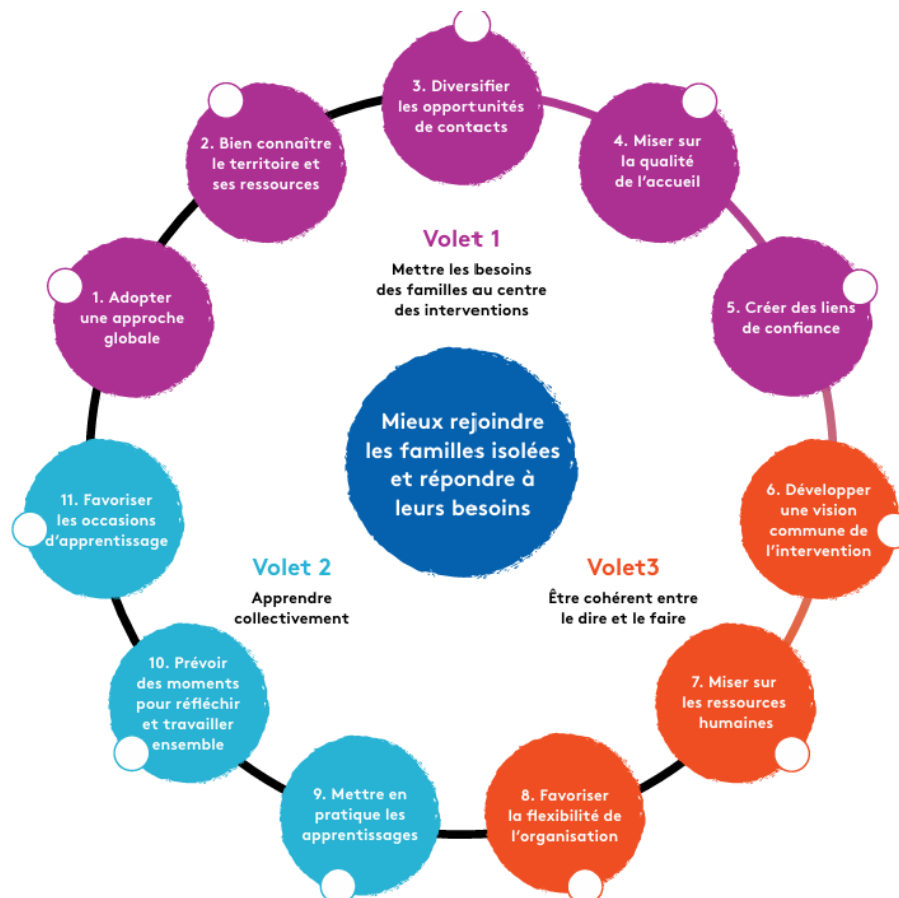 3. Diversifier
les opportunités
de contacts
2. Bien connaître
le territoire et
ses ressources
4. Miser sur
la qualité
de l'accueil
Volet 1
Mettre les besoins
des familles au centre
des interventions
1. Adopter
une approche
globale
5. Créer des liens
de confiance
Mieux rejoindre
les familles isolées
et répondre à
leurs besoins
11. Favoriser
les occasions
d'apprentissage
6. Développer
une vision
commune de
l'intervention
Volet 2
Apprendre
collectivement
Volet3
Être cohérent entre
le dire et le faire
10. Prévoir
des moments
pour réfléchir
et travailler
ensemble
7. Miser sur
les ressources
humaines
9. Mettre en
pratique les
apprentissages
8. Favoriser
la flexibilité de
l'organisation